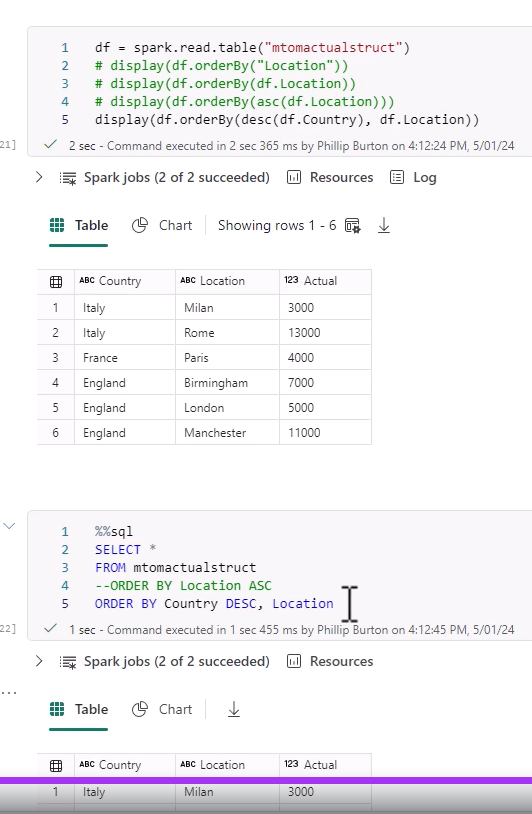 1 df = spark.read.table("mtomactualstruct")
2 # display(df.orderBy("Location"))
3 # display(df.orderBy(df.Location))
4 # display(df.orderBy(asc(df.Location)))
5 display(df.orderBy(desc(df.Country), df.Location))
21] 2 sec - Command executed in 2 sec 365 ms by Phillip Burton on 4:12:24 PM, 5/01/24
Spark jobs (2 of 2 succeeded) Resources Log
Table Chart Showing rows 1 - 6
ABC Country ABC Location 123 Actual
1 Italy Milan 3000
2 Italy Rome 13000
3 France Paris 4000
4 England Birmingham 7000
5 England London 5000
6 England Manchester 11000
1 %%sql
2 SELECT *
3 FROM mtomactualstruct
4 --ORDER BY Location ASC
5 ORDER BY Country DESC, Location
22] 1 sec - Command executed in 1 sec 455 ms by Phillip Burton on 4:12:45 PM, 5/01/24
Spark jobs (2 of 2 succeeded) Resources
...
Table Chart
ABC Country ABC Location 123 Actual
1 Italy Milan 3000